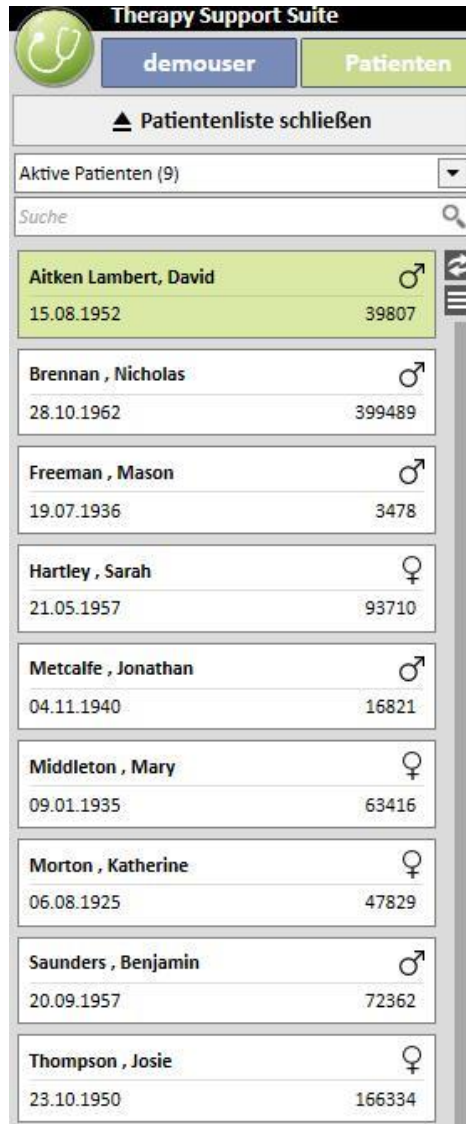 Therapy Support Suite
demouser Patienten
Patientenliste schließen
Aktive Patienten (9)
Suche
Aitken Lambert, David
15.08.1952 39807
Brennan , Nicholas
28.10.1962 399489
Freeman , Mason
19.07.1936 3478
Hartley , Sarah
21.05.1957 93710
Metcalfe , Jonathan
04.11.1940 16821
Middleton , Mary
09.01.1935 63416
Morton , Katherine
06.08.1925 47829
Saunders , Benjamin
20.09.1957 72362
Thompson , Josie
23.10.1950 166334